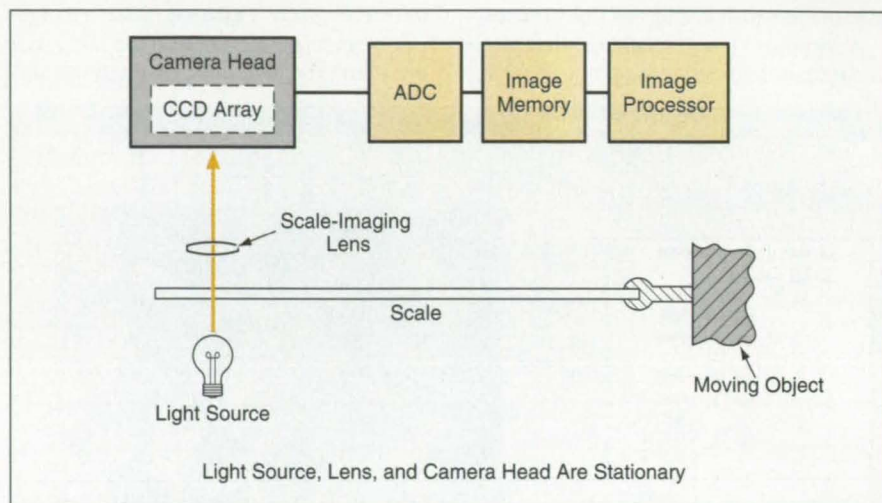 Camera Head
CCD Array
ADC
Image
Memory
Image
Processor
Scale-Imaging
Lens
Scale
Light Source
Moving Object
Light Source, Lens, and Camera Head Are Stationary